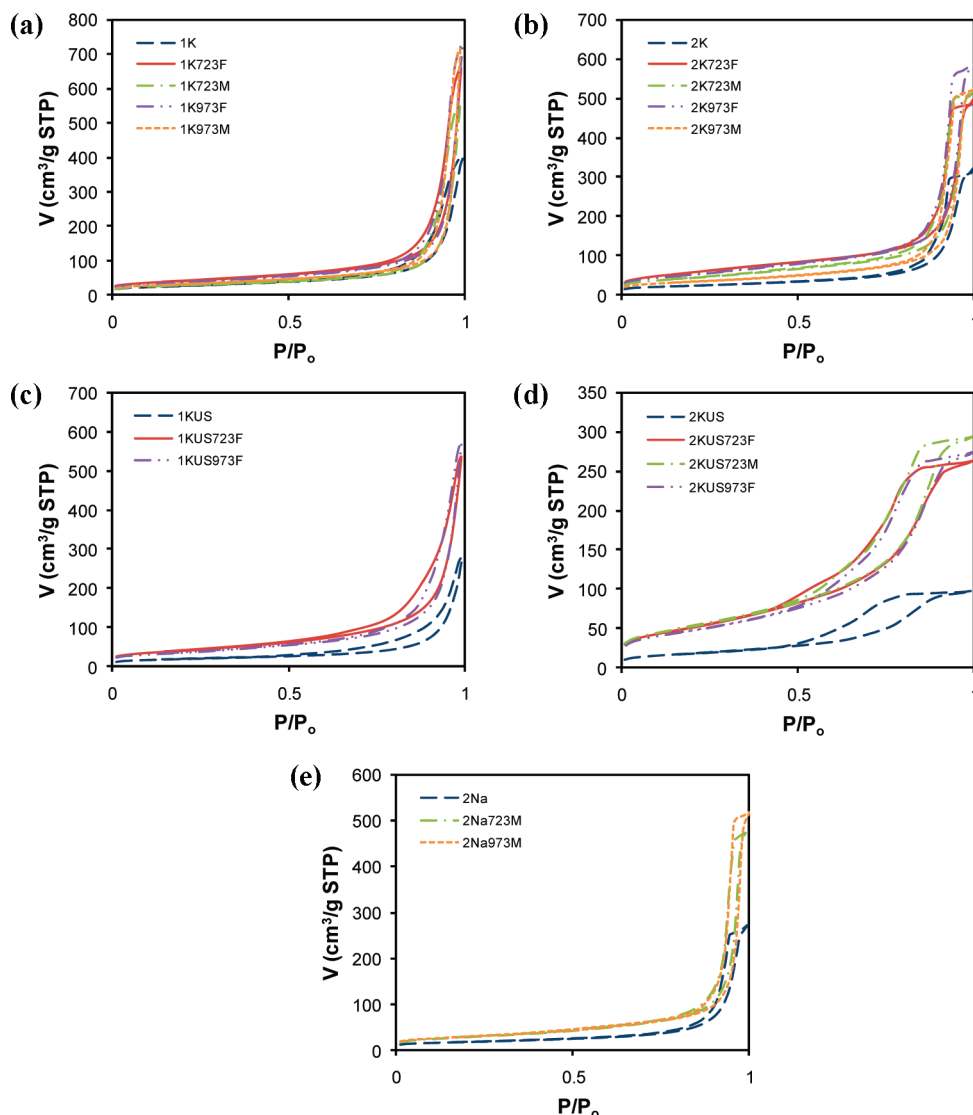 (a)
1K
1K723F
1K723M
1K973F
1K973M
800
700
600
500
400
300
200
100
0
V (cm³/g STP)
0
0.5
1
P/Pₒ
(b)
2K
2K723F
2K723M
2K973F
2K973M
700
600
500
400
300
200
100
0
V (cm³/g STP)
0
0.5
1
P/Pₒ
(c)
1KUS
1KUS723F
1KUS973F
700
600
500
400
300
200
100
0
V (cm³/g STP)
0
0.5
1
P/Pₒ
(d)
2KUS
2KUS723F
2KUS723M
2KUS973F
350
300
250
200
150
100
50
0
V (cm³/g STP)
0
0.5
1
P/Pₒ
(e)
2Na
2Na723M
2Na973M
600
500
400
300
200
100
0
V (cm³/g STP)
0
0.5
1
P/Pₒ